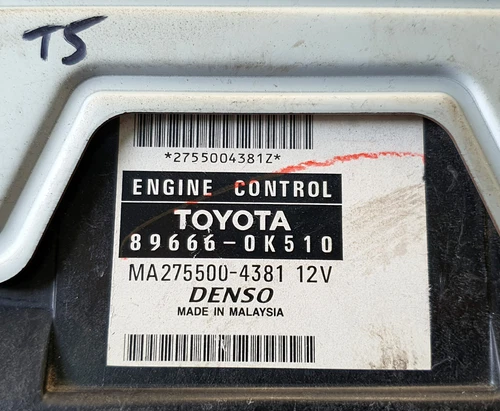 T5
*2755004381Z*
ENGINE CONTROL
TOYOTA
89666-0K510
MA275500-4381 12V
DENSO
MADE IN MALAYSIA